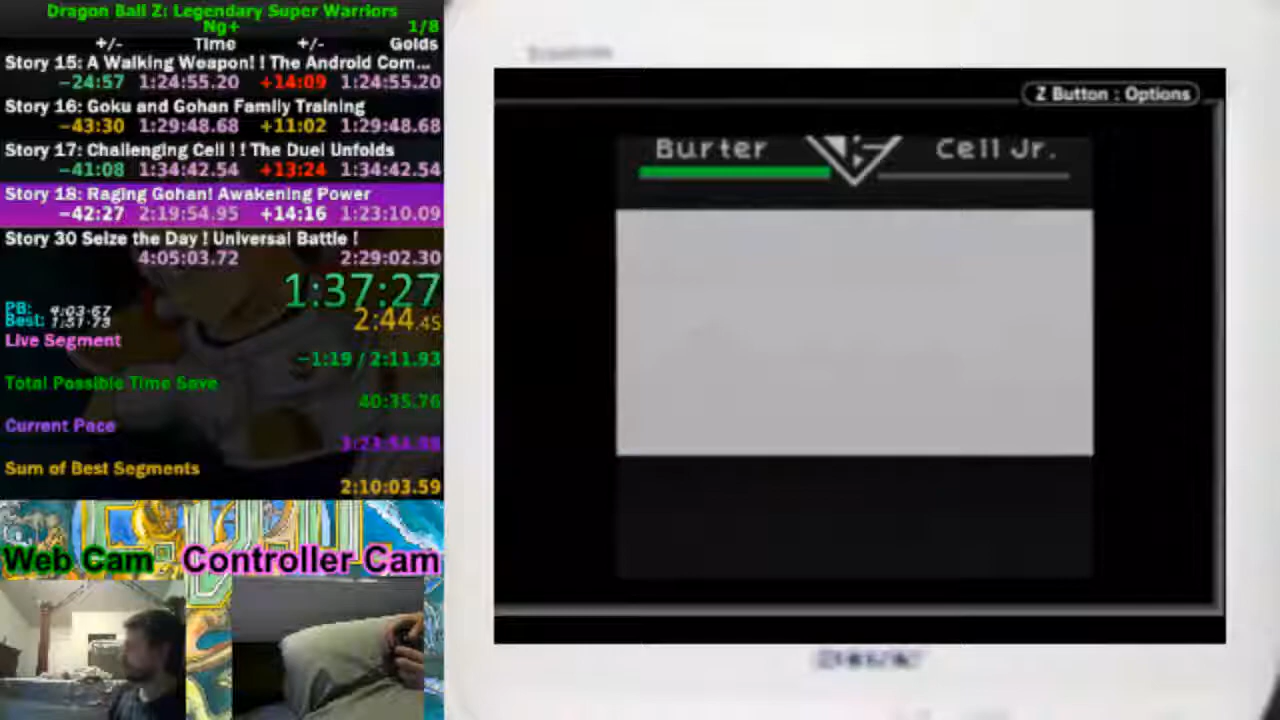 Dragon Ball Z: Legendary Super Warriors
Ng+ 1/8
+/- Time +/- Golds
Story 15: A Walking Weapon! ! The Android Com...
−24:57 1:24:55.20 +14:09 1:24:55.20
Story 16: Goku and Gohan Family Training
−43:30 1:29:48.68 +11:02 1:29:48.68
Story 17: Challenging Cell ! ! The Duel Unfolds
−41:08 1:34:42.54 +13:24 1:34:42.54
Story 18: Raging Gohan! Awakening Power
−42:27 2:19:54.95 +14:16 1:23:10.09
Story 30 Seize the Day ! Universal Battle !
4:05:03.72 2:29:02.30
1:37:27
PB:
2:44.45
Best:
Live Segment
−1:19 / 2:11.93
Total Possible Time Save
40:35.76
Current Pace
Sum of Best Segments
2:10:03.59
Web Cam Controller Cam
Z Button : Options
Burter Cell Jr.